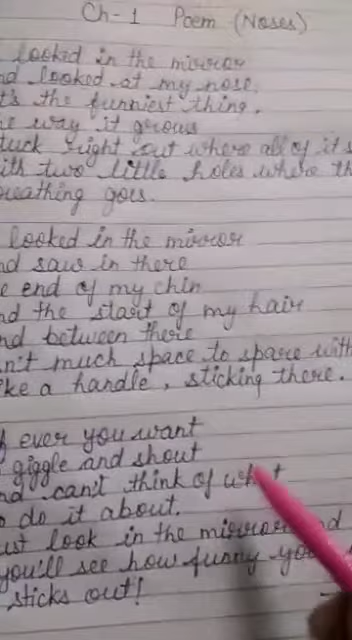 Ch-1 Poem (Noses)
looked in the mirror
nd looked at my nose.
t's the funniest thing.
e way it grows
tuck right out where all of it s
ith two little holes where th
reathing goes.
looked in the mirror
nd saw in there
e end of my chin
nd the start of my hair
nd between there
n't much space to spare with
ke a handle, sticking there.
f ever you want
giggle and shout
nd can't think of what
o do it about.
ust look in the mirror nd
you'll see how funny yo
sticks out!